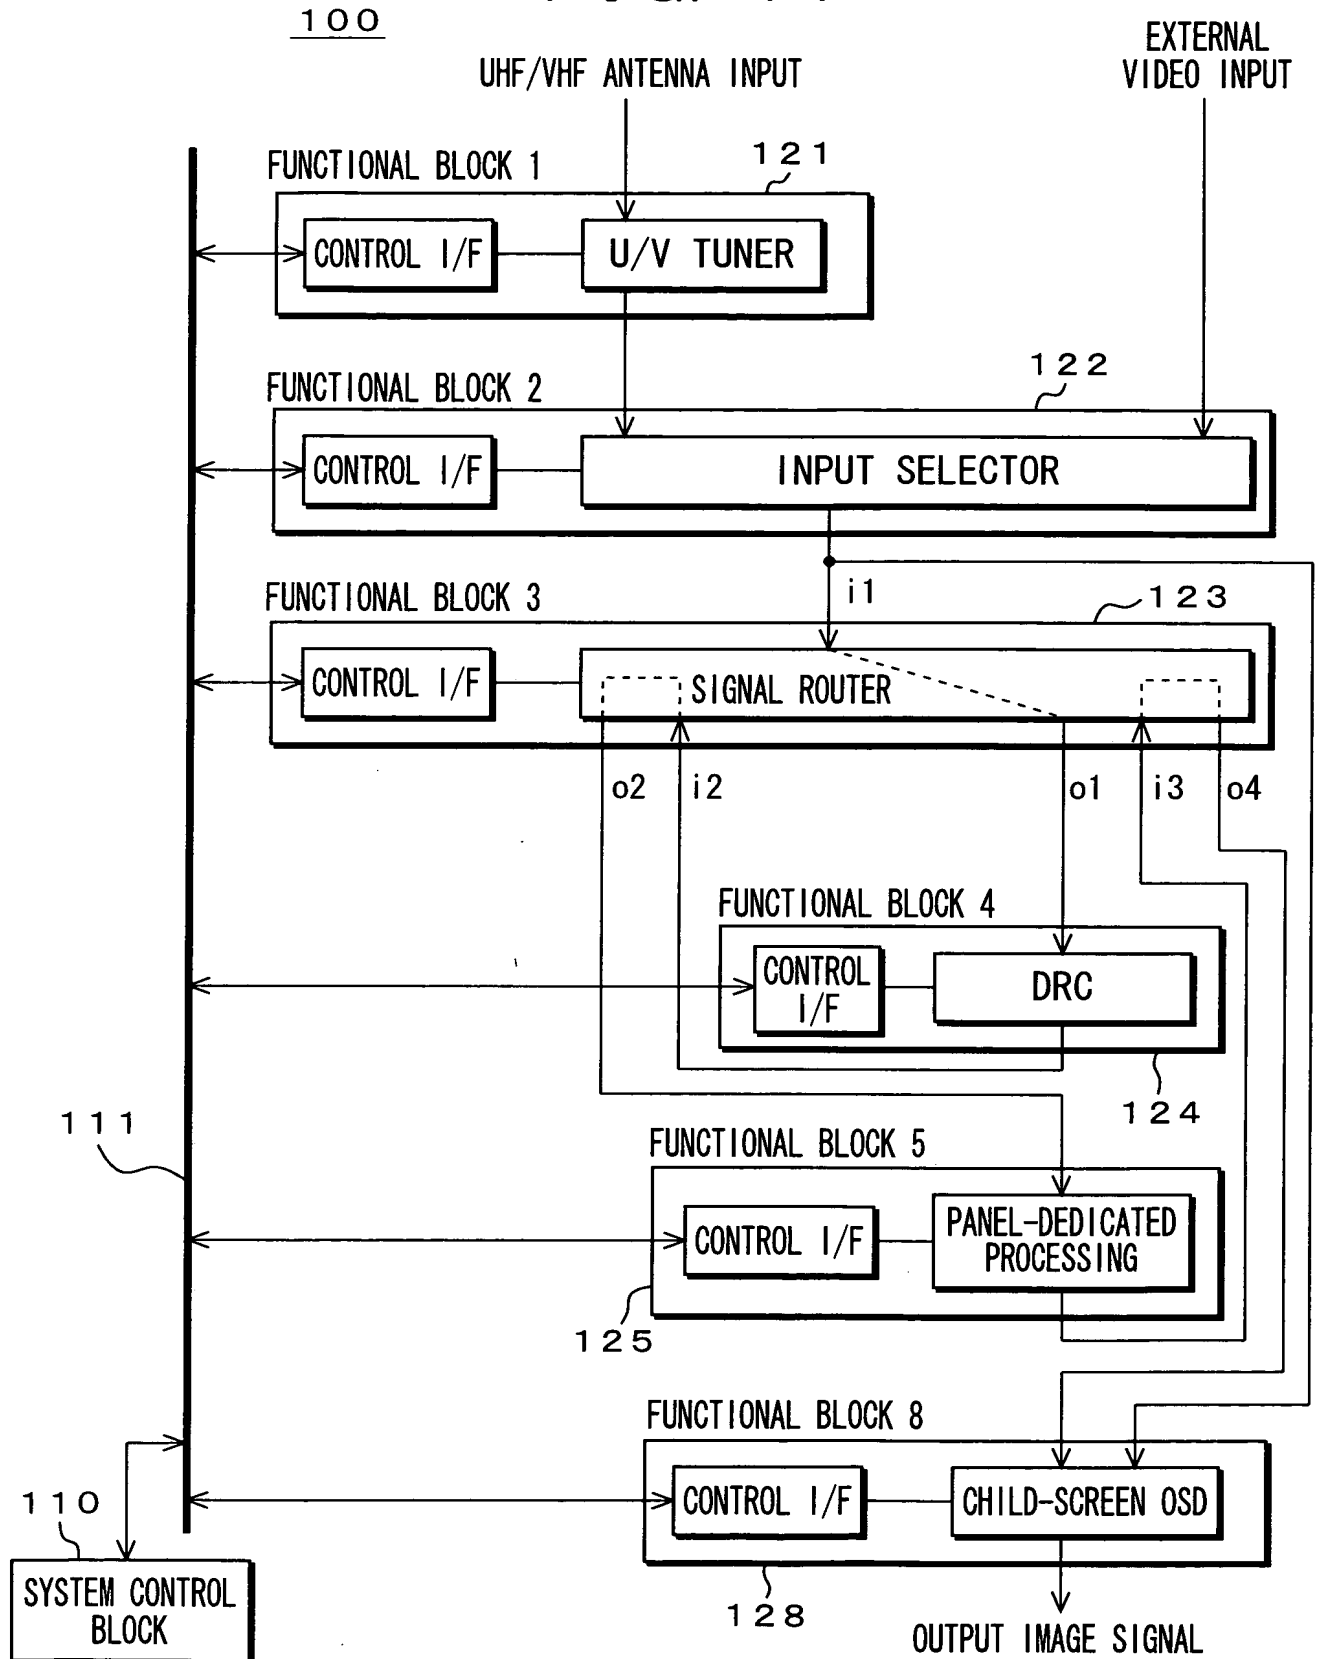 100
UHF/VHF ANTENNA INPUT
EXTERNAL
VIDEO INPUT
FUNCTIONAL BLOCK 1
121
CONTROL I/F
U/V TUNER
FUNCTIONAL BLOCK 2
122
CONTROL I/F
INPUT SELECTOR
i1
FUNCTIONAL BLOCK 3
123
CONTROL I/F
SIGNAL ROUTER
o2
i2
o1
i3
o4
FUNCTIONAL BLOCK 4
CONTROL
I/F
DRC
124
111
FUNCTIONAL BLOCK 5
CONTROL I/F
PANEL-DEDICATED
PROCESSING
125
FUNCTIONAL BLOCK 8
CONTROL I/F
CHILD-SCREEN OSD
110
128
SYSTEM CONTROL
BLOCK
OUTPUT IMAGE SIGNAL